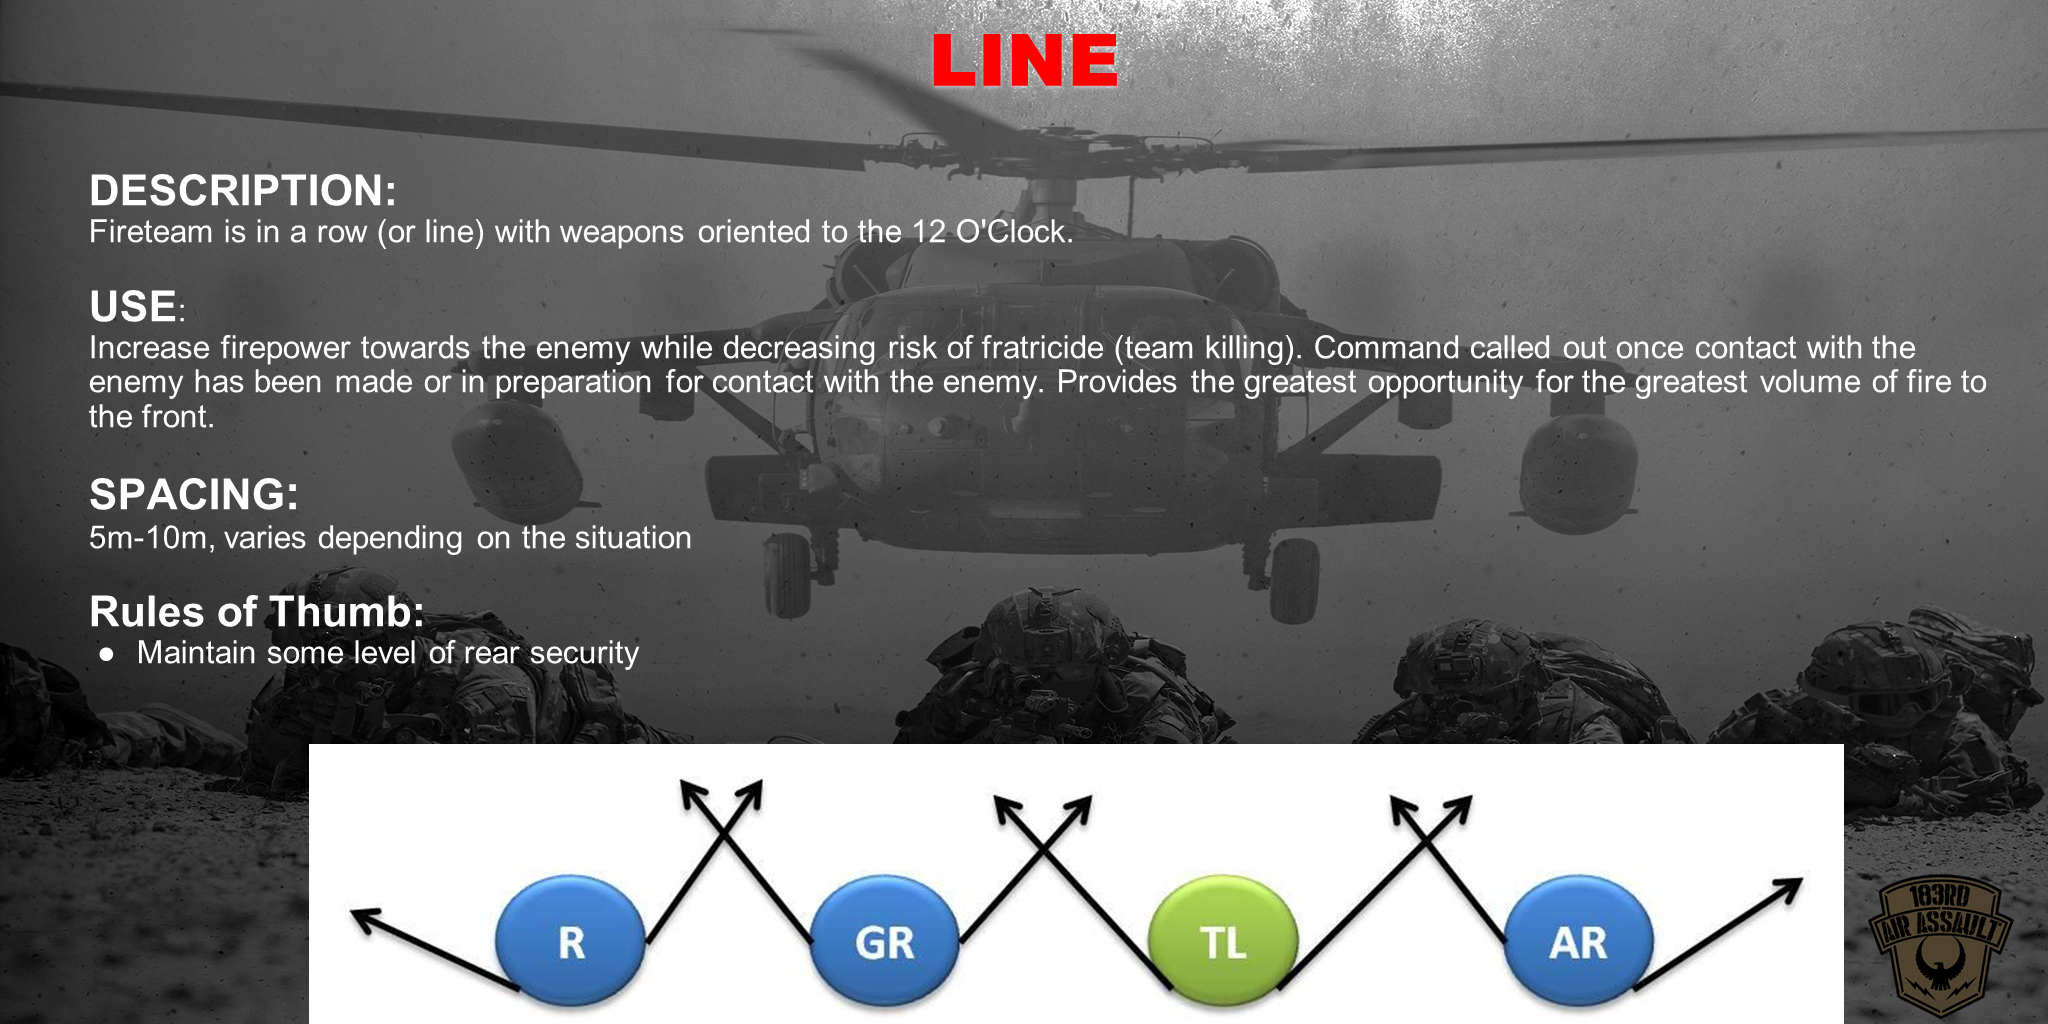 LINE
DESCRIPTION:
Fireteam is in a row (or line) with weapons oriented to the 12 O'Clock.
USE:
Increase firepower towards the enemy while decreasing risk of fratricide (team killing). Command called out once contact with the
enemy has been made or in preparation for contact with the enemy. Provides the greatest opportunity for the greatest volume of fire to
the front.
SPACING:
5m-10m, varies depending on the situation
Rules of Thumb:
● Maintain some level of rear security
R GR TL AR
183RD
AIR ASSAULT